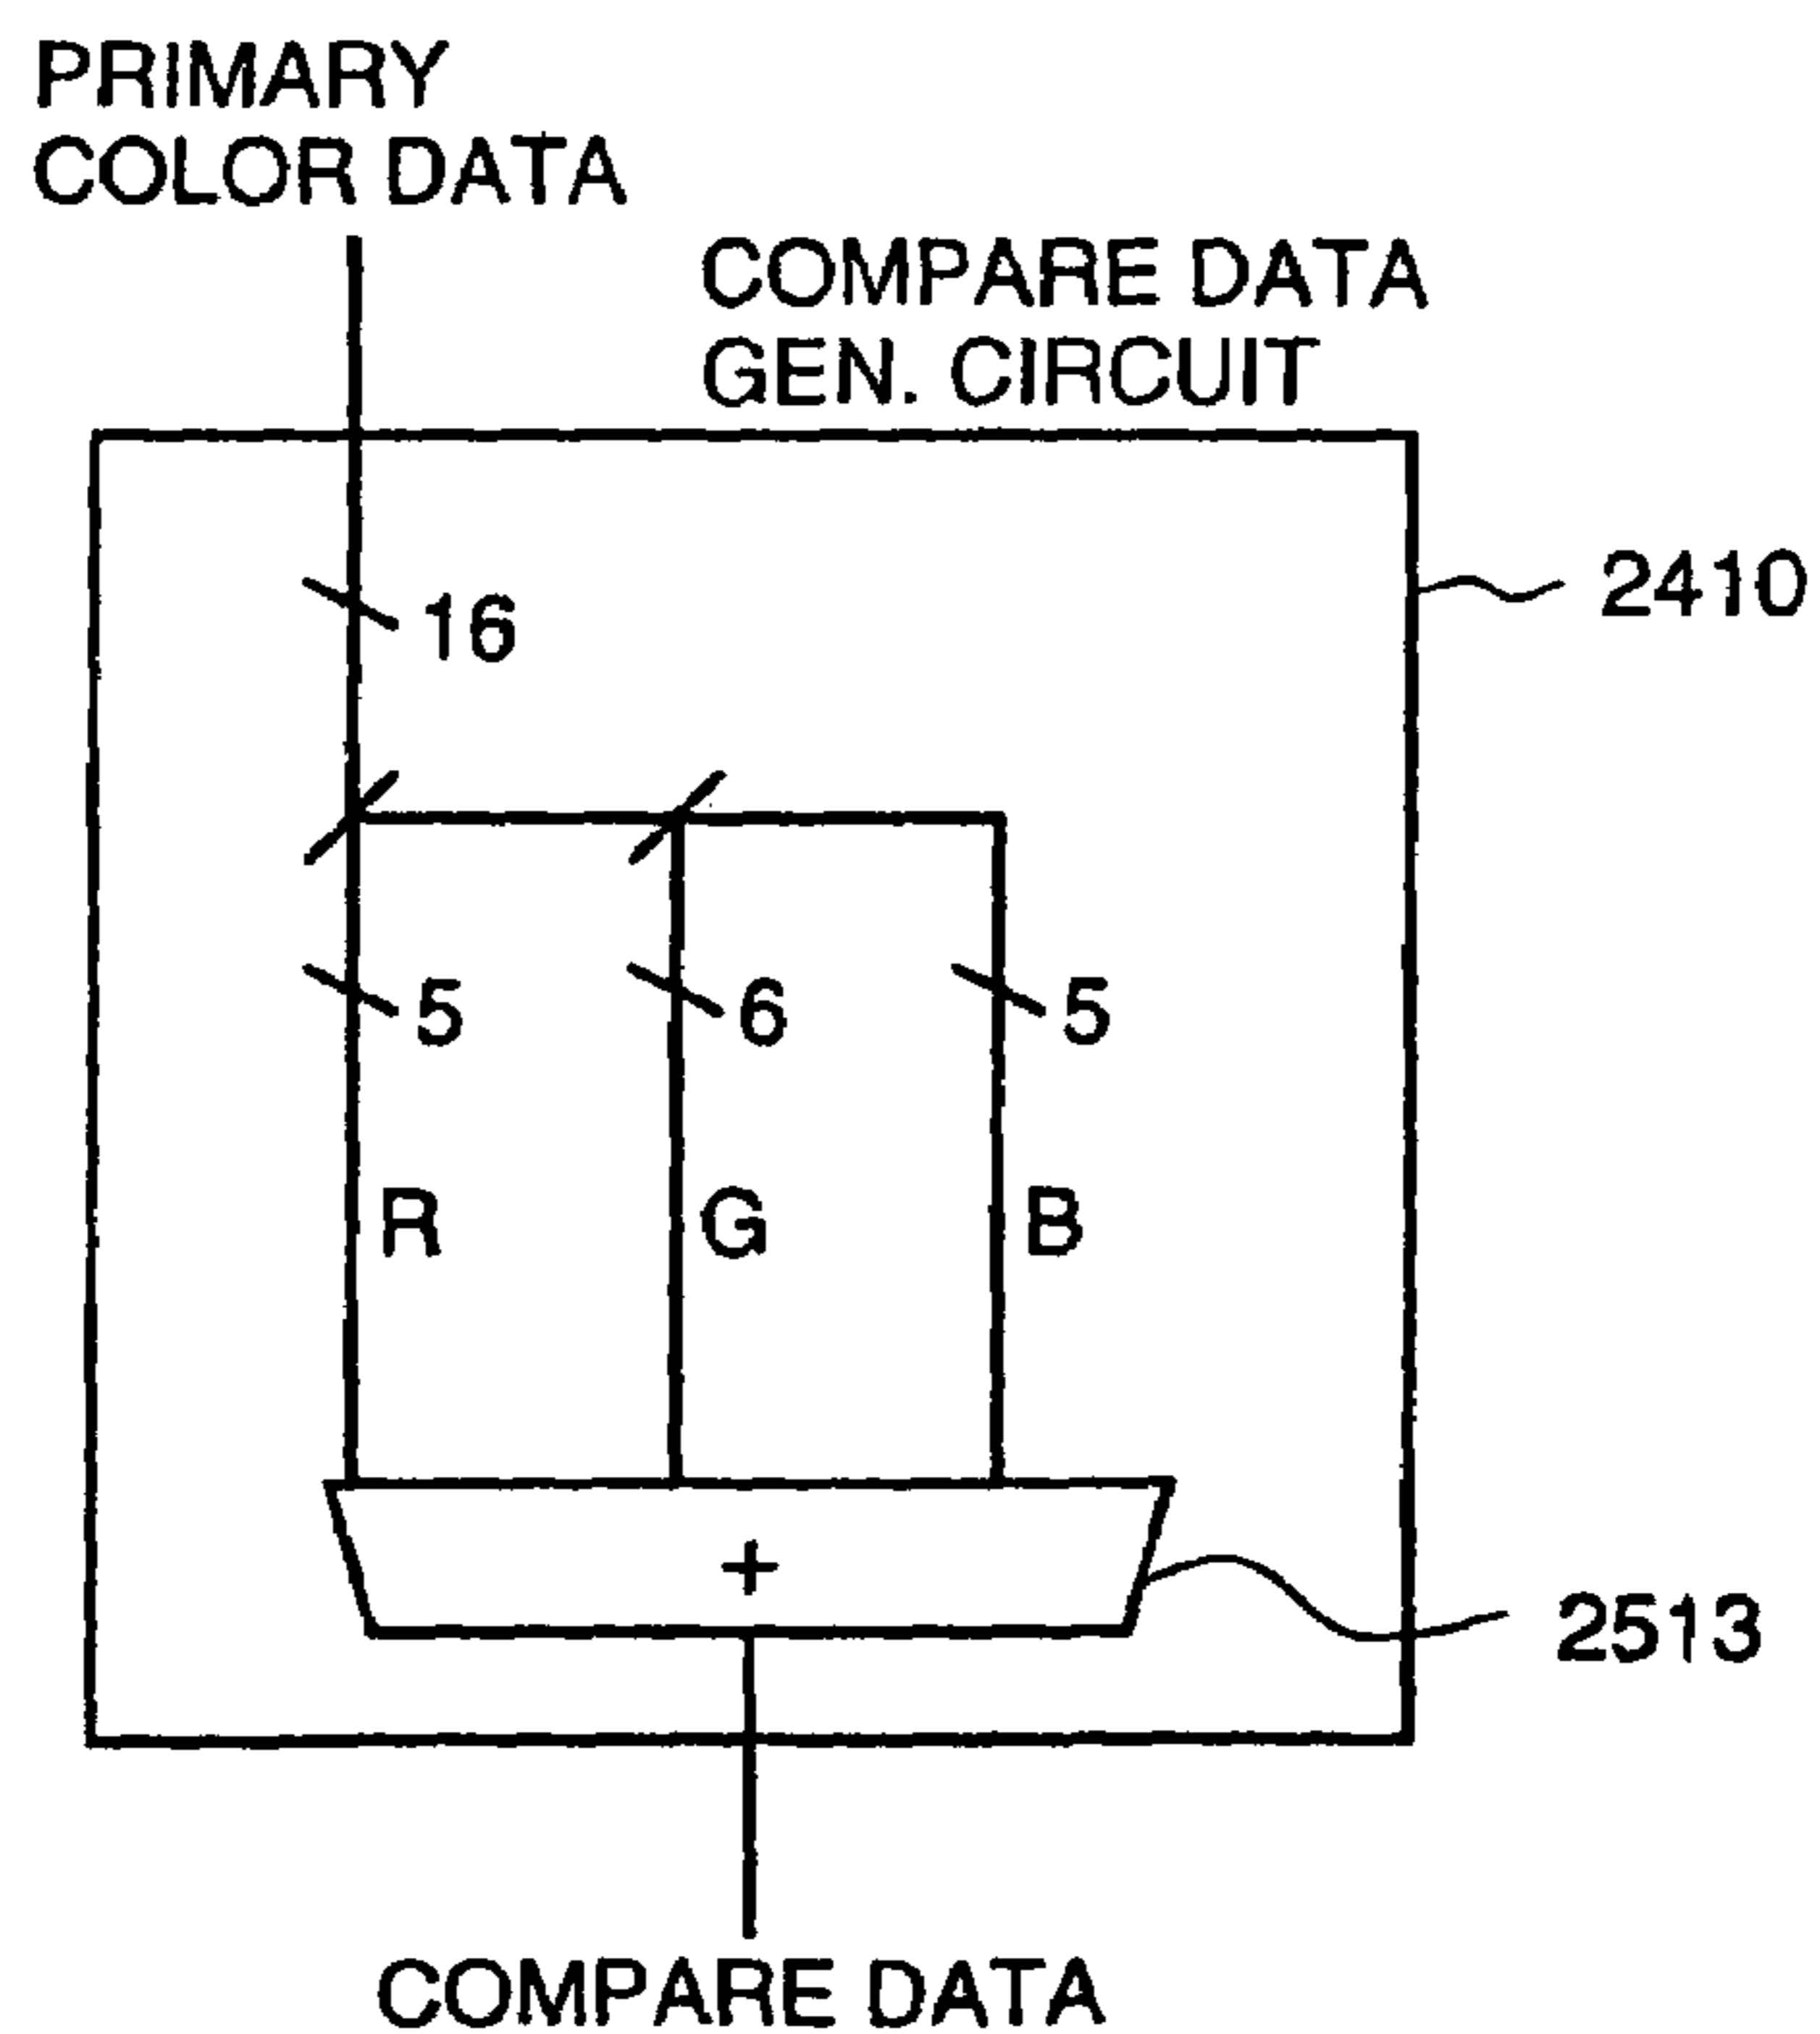 PRIMARY
COLOR DATA
COMPARE DATA
GEN. CIRCUIT
2410
16
5
6
5
R
G
B
+
2513
COMPARE DATA